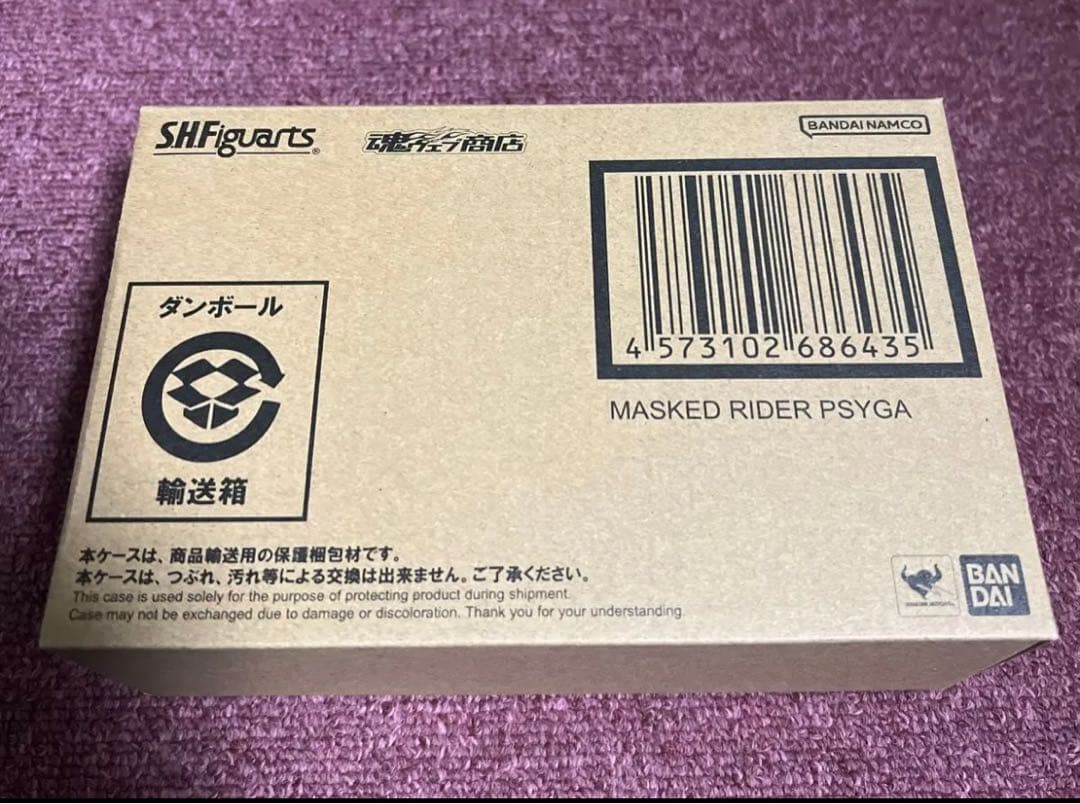 S.H.Figuarts®
魂ウェブ商店
BANDAI NAMCO
4 573102 686435
MASKED RIDER PSYGA
ダンボール
輸送箱
本ケースは、商品輸送用の保護梱包材です。
本ケースは、つぶれ、汚れ等による交換は出来ません。ご了承ください。
This case is used solely for the purpose of protecting product during shipment.
Case may not be exchanged due to damage or discoloration. Thank you for your understanding.
BAN
DAI